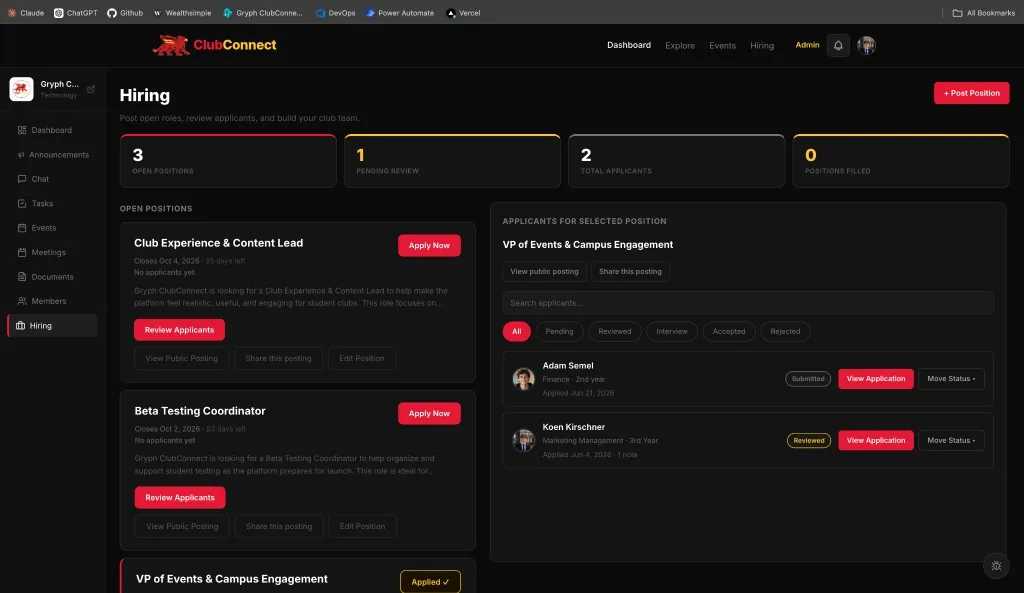 Claude ChatGPT Github Wealthsimple Gryph ClubConne... DevOps Power Automate Vercel All Bookmarks
ClubConnect
Dashboard Explore Events Hiring Admin
Gryph C...
Technology
Dashboard
Announcements
Chat
Tasks
Events
Meetings
Documents
Members
Hiring
Hiring
+ Post Position
Post open roles, review applicants, and build your club team.
3
OPEN POSITIONS
1
PENDING REVIEW
2
TOTAL APPLICANTS
0
POSITIONS FILLED
OPEN POSITIONS
Club Experience & Content Lead
Apply Now
Closes Oct 4, 2026 · 95 days left
No applicants yet
Gryph ClubConnect is looking for a Club Experience & Content Lead to help make the
platform feel realistic, useful, and engaging for student clubs. This role focuses on...
Review Applicants
View Public Posting Share this posting Edit Position
Beta Testing Coordinator
Apply Now
Closes Oct 2, 2026 · 93 days left
No applicants yet
Gryph ClubConnect is looking for a Beta Testing Coordinator to help organize and
support student testing as the platform prepares for launch. This role is ideal for...
Review Applicants
View Public Posting Share this posting Edit Position
VP of Events & Campus Engagement
Applied ✓
APPLICANTS FOR SELECTED POSITION
VP of Events & Campus Engagement
View public posting Share this posting
Search applicants...
All Pending Reviewed Interview Accepted Rejected
Adam Semel
Finance · 2nd year
Applied Jun 21, 2026
Submitted View Application Move Status
Koen Kirschner
Marketing Management · 3rd Year
Applied Jun 4, 2026 · 1 note
Reviewed View Application Move Status